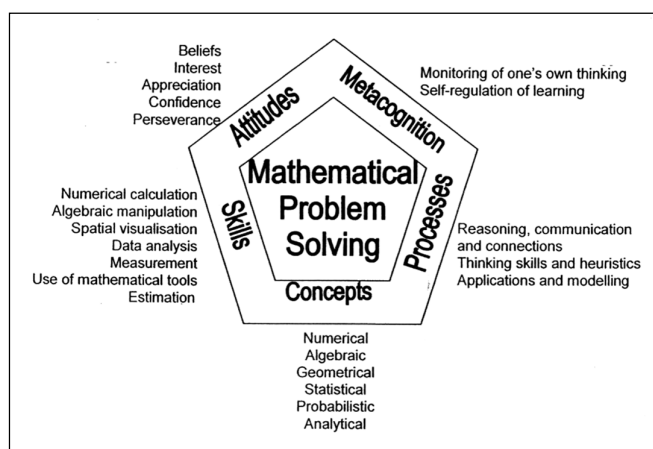 Beliefs
Interest
Appreciation
Confidence
Perseverance
Attitudes
Metacognition
Monitoring of one's own thinking
Self-regulation of learning
Mathematical
Problem
Solving
Numerical calculation
Algebraic manipulation
Spatial visualisation
Data analysis
Measurement
Use of mathematical tools
Estimation
Skills
Processes
Reasoning, communication
and connections
Thinking skills and heuristics
Applications and modelling
Concepts
Numerical
Algebraic
Geometrical
Statistical
Probabilistic
Analytical